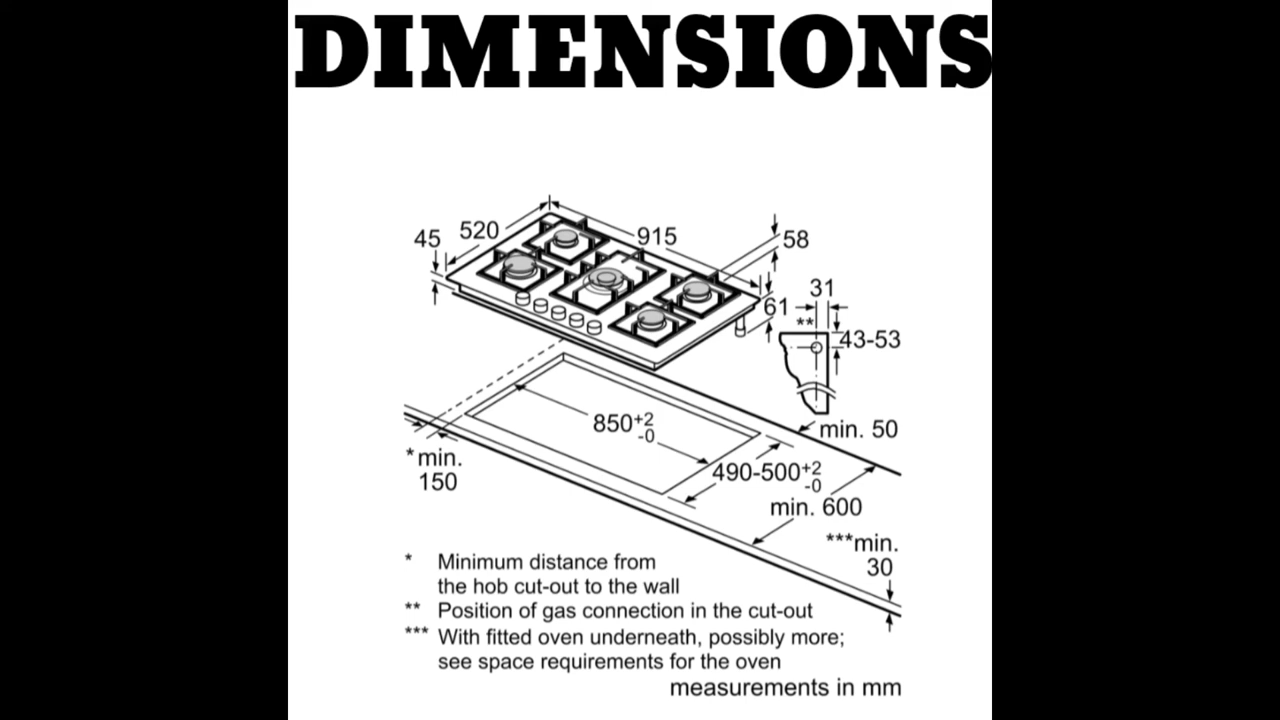 DIMENSIONS
45
520
915
58
31
61
**
43-53
850+2
-0
min. 50
*min.
150
490-500+2
-0
min. 600
***min.
30
* Minimum distance from
the hob cut-out to the wall
** Position of gas connection in the cut-out
*** With fitted oven underneath, possibly more;
see space requirements for the oven
measurements in mm